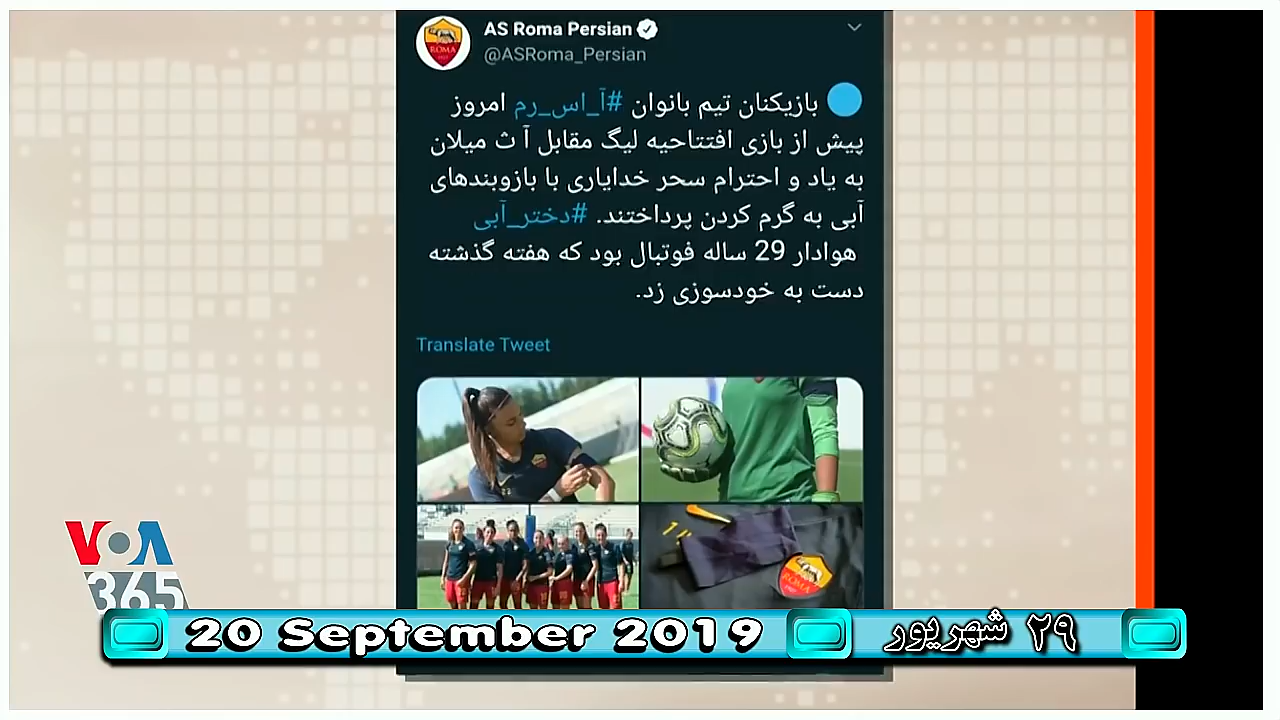 AS Roma Persian
@ASRoma_Persian
بازیکنان تیم بانوان #آ_اس_رم امروز
پیش از بازی افتتاحیه لیگ مقابل آ ث میلان
به یاد و احترام سحر خدایاری با بازوبندهای
آبی به گرم کردن پرداختند. #دختر_آبی
هوادار 29 ساله فوتبال بود که هفته گذشته
دست به خودسوزی زد.
Translate Tweet
VOA
365
20 September 2019
۲۹ شهریور